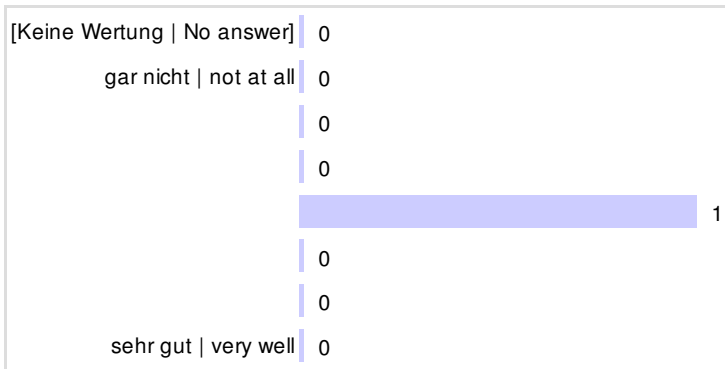 [Keine Wertung | No answer] 0
gar nicht | not at all 0
0
0
1
0
0
sehr gut | very well 0